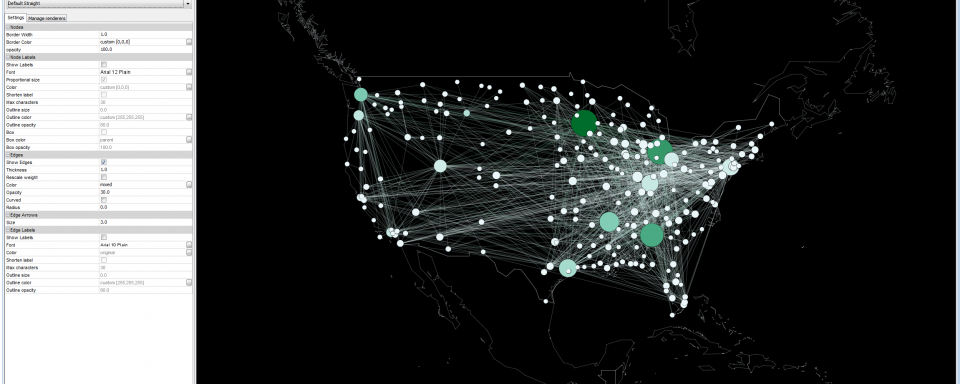 Default Straight
Settings Manage renderers
Nodes
Border Width 1.0
Border Color custom [0,0,0]
opacity 100.0
Node Labels
Show Labels
Font Arial 12 Plain
Proportional size
Color custom [0,0,0]
Shorten label
Max characters 30
Outline size 0.0
Outline color custom [255,255,255]
Outline opacity 80.0
Box
Box color parent
Box opacity 100.0
Edges
Show Edges
Thickness 1.0
Rescale weight
Color mixed
Opacity 30.0
Curved
Radius 0.0
Edge Arrows
Size 3.0
Edge Labels
Show Labels
Font Arial 10 Plain
Color original
Shorten label
Max characters 30
Outline size 0.0
Outline color custom [255,255,255]
Outline opacity 80.0